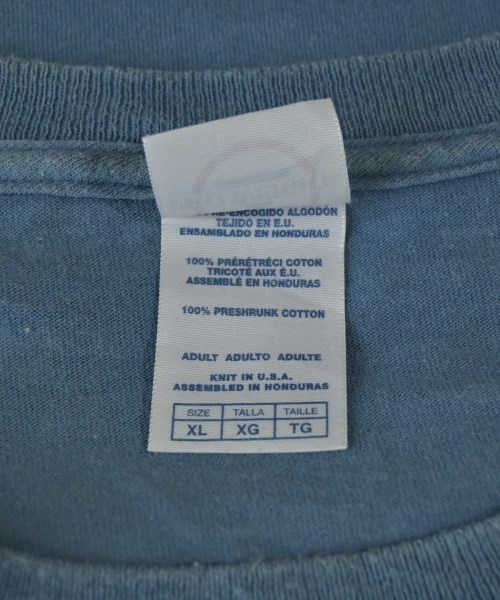 PRE-ENCOGIDO ALGODÓN
TEJIDO EN E.U.
ENSAMBLADO EN HONDURAS
100% PRÉRÉTRÉCI COTON
TRICOTÉ AUX É.U.
ASSEMBLÉ EN HONDURAS
100% PRESHRUNK COTTON
ADULT ADULTO ADULTE
KNIT IN U.S.A.
ASSEMBLED IN HONDURAS
SIZE TALLA TAILLE
XL XG TG